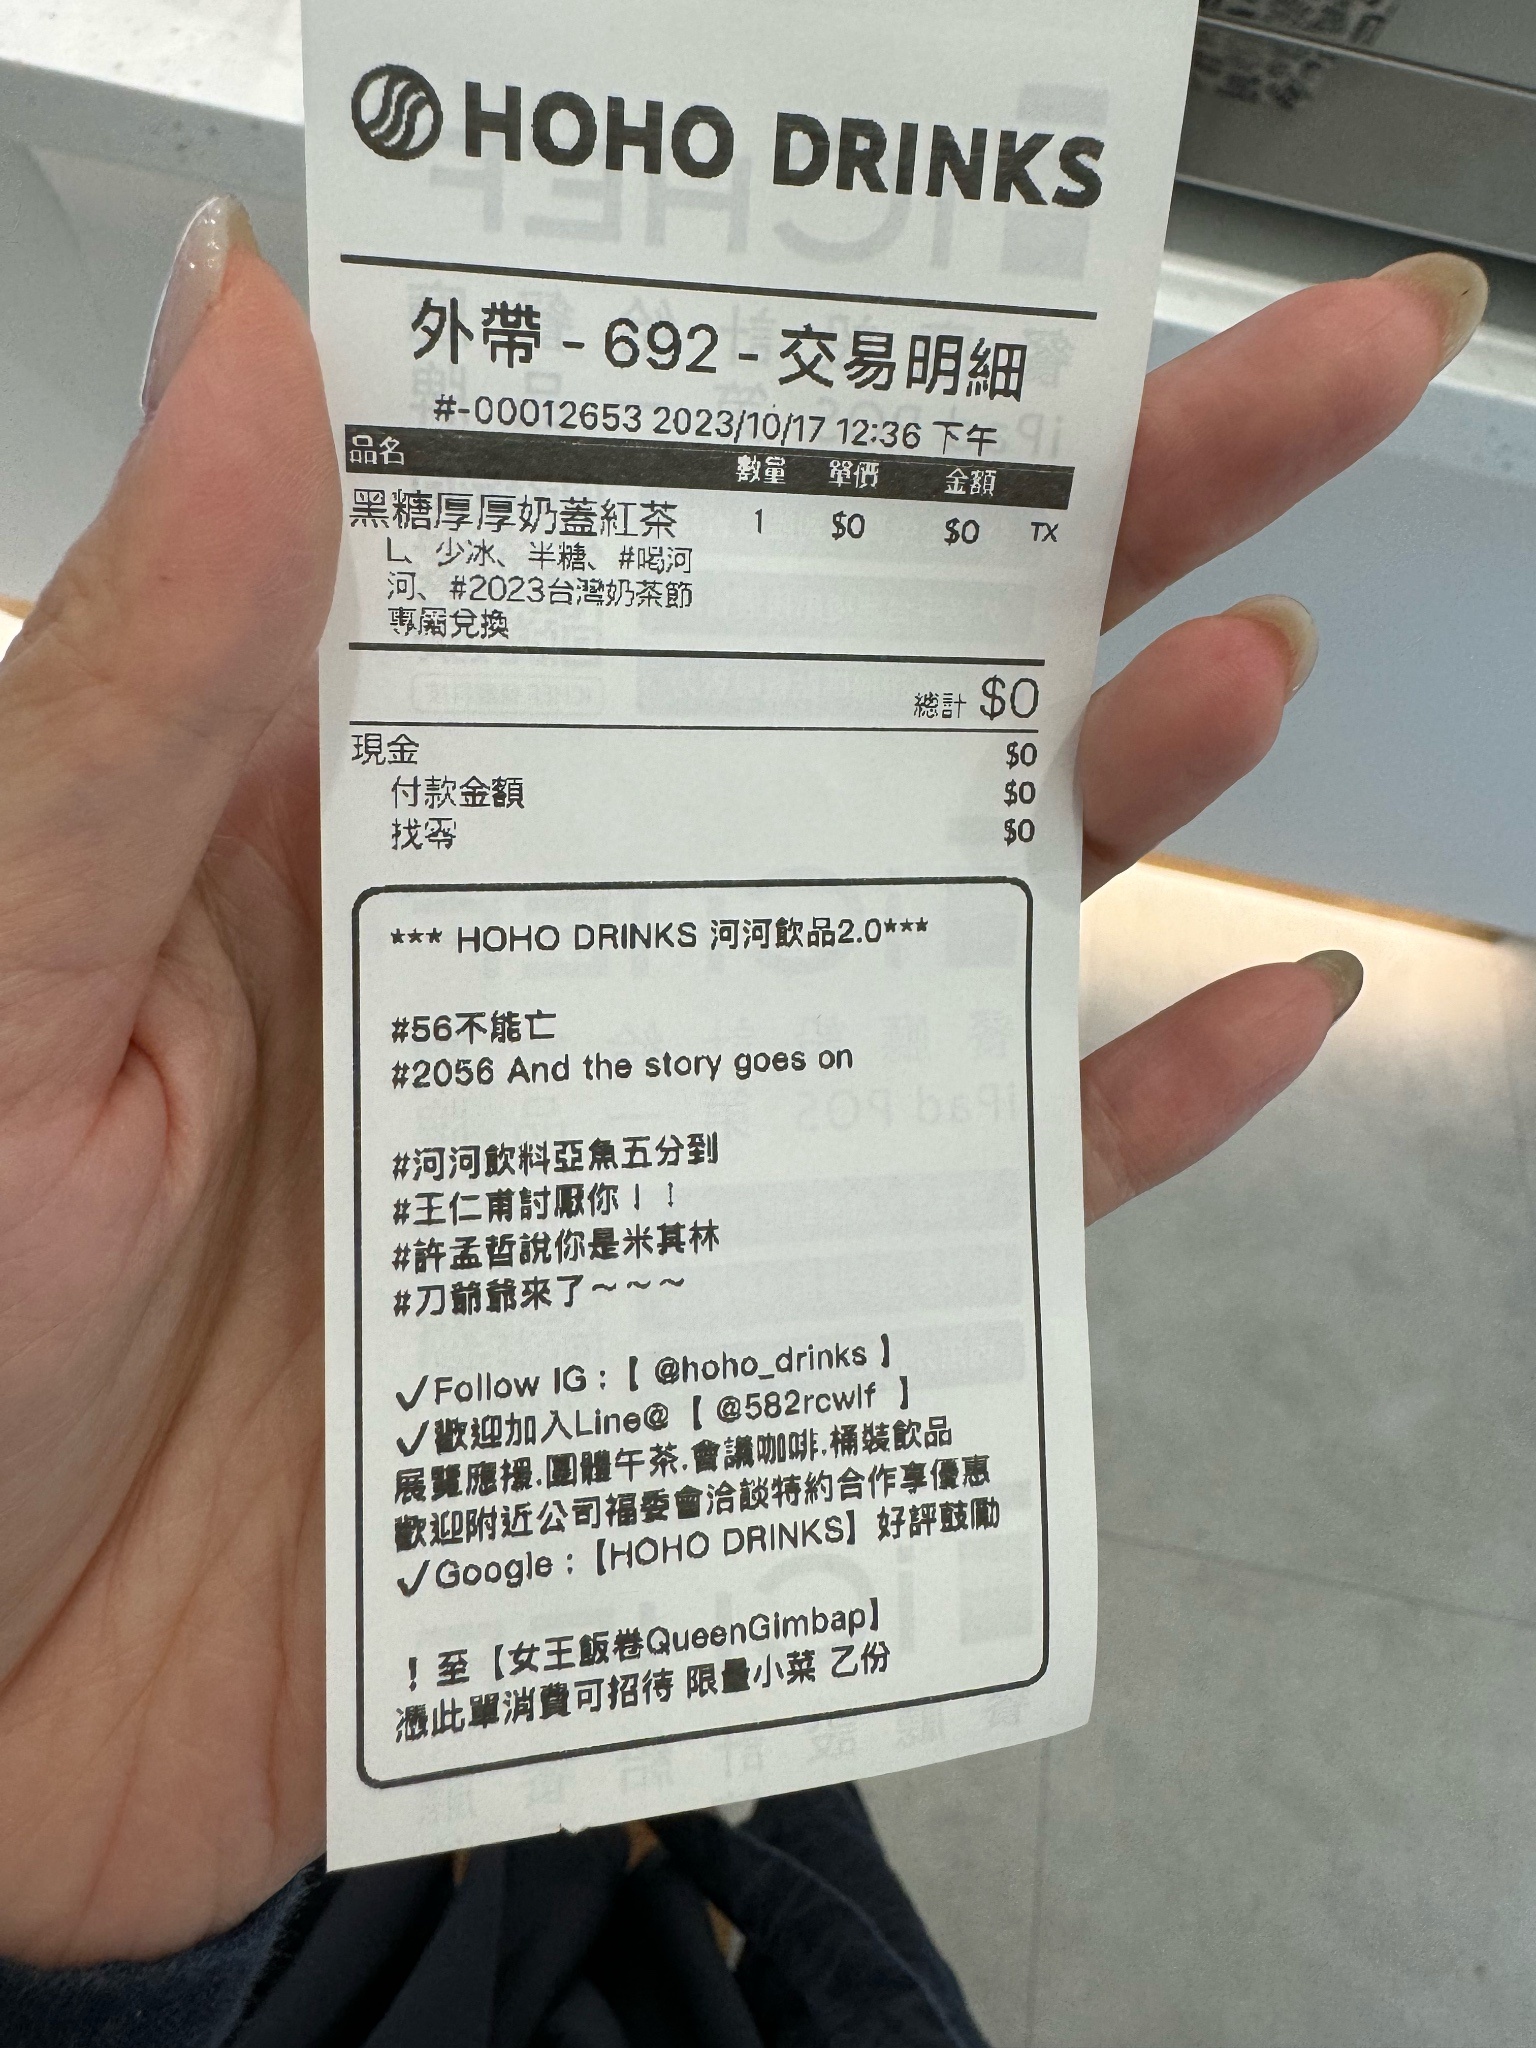 HOHO DRINKS
外帶 - 692 - 交易明細
#-00012653 2023/10/17 12:36 下午
品名 數量 單價 金額
黑糖厚厚奶蓋紅茶 1 $0 $0 TX
L、少冰、半糖、#喝河
河、#2023台灣奶茶節
專屬兌換
總計 $0
現金 $0
付款金額 $0
找零 $0
*** HOHO DRINKS 河河飲品2.0***
#56不能亡
#2056 And the story goes on
#河河飲料亞魚五分到
#王仁甫討厭你！！
#許孟哲說你是米其林
#刀爺爺來了～～～
✓Follow IG：【 @hoho_drinks 】
✓歡迎加入Line@【 @582rcwlf 】
展覽應援.團體午茶.會議咖啡.桶裝飲品
歡迎附近公司福委會洽談特約合作享優惠
✓Google：【HOHO DRINKS】好評鼓勵
！至【女王飯卷QueenGimbap】
憑此單消費可招待 限量小菜 乙份